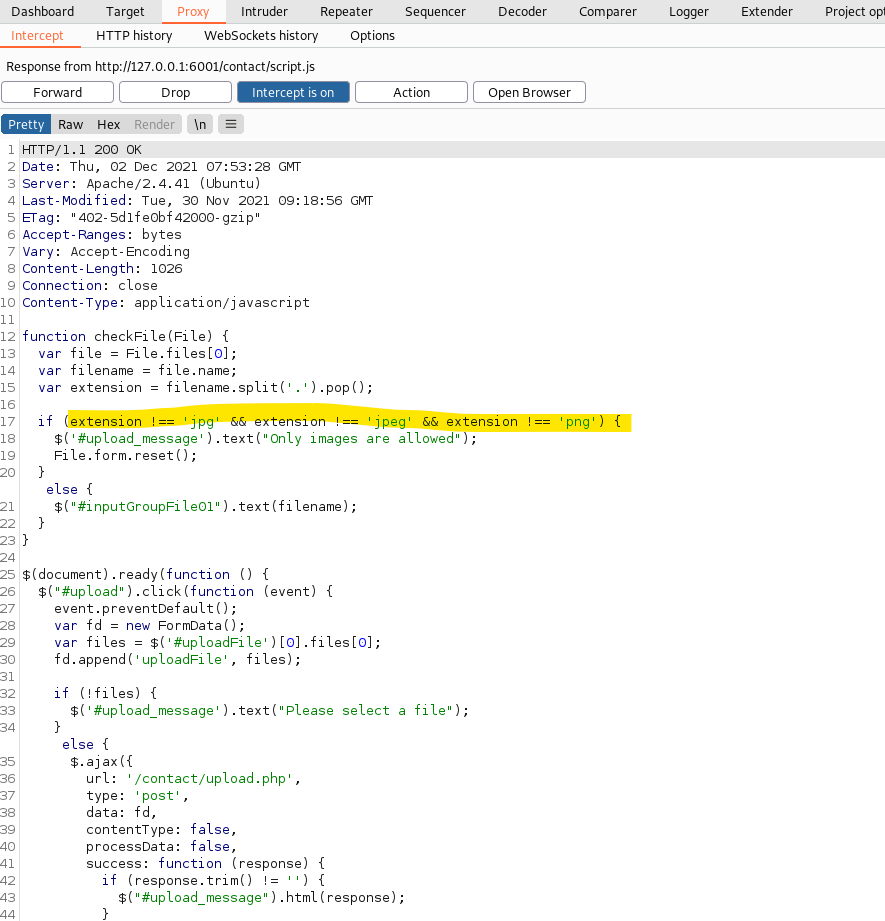 Dashboard Target Proxy Intruder Repeater Sequencer Decoder Comparer Logger Extender Project opt
Intercept HTTP history WebSockets history Options
Response from http://127.0.0.1:6001/contact/script.js
Forward Drop Intercept is on Action Open Browser
Pretty Raw Hex Render \n ☰
1 HTTP/1.1 200 OK
2 Date: Thu, 02 Dec 2021 07:53:28 GMT
3 Server: Apache/2.4.41 (Ubuntu)
4 Last-Modified: Tue, 30 Nov 2021 09:18:56 GMT
5 ETag: "402-5d1fe0bf42000-gzip"
6 Accept-Ranges: bytes
7 Vary: Accept-Encoding
8 Content-Length: 1026
9 Connection: close
10 Content-Type: application/javascript
11
12 function checkFile(File) {
13 var file = File.files[0];
14 var filename = file.name;
15 var extension = filename.split('.').pop();
16
17 if (extension !== 'jpg' && extension !== 'jpeg' && extension !== 'png') {
18 $('#upload_message').text("Only images are allowed");
19 File.form.reset();
20 }
else {
21 $("#inputGroupFile01").text(filename);
22 }
23 }
24
25 $(document).ready(function () {
26 $("#upload").click(function (event) {
27 event.preventDefault();
28 var fd = new FormData();
29 var files = $('#uploadFile')[0].files[0];
30 fd.append('uploadFile', files);
31
32 if (!files) {
33 $('#upload_message').text("Please select a file");
34 }
else {
35 $.ajax({
36 url: '/contact/upload.php',
37 type: 'post',
38 data: fd,
39 contentType: false,
40 processData: false,
41 success: function (response) {
42 if (response.trim() != '') {
43 $("#upload_message").html(response);
44 }